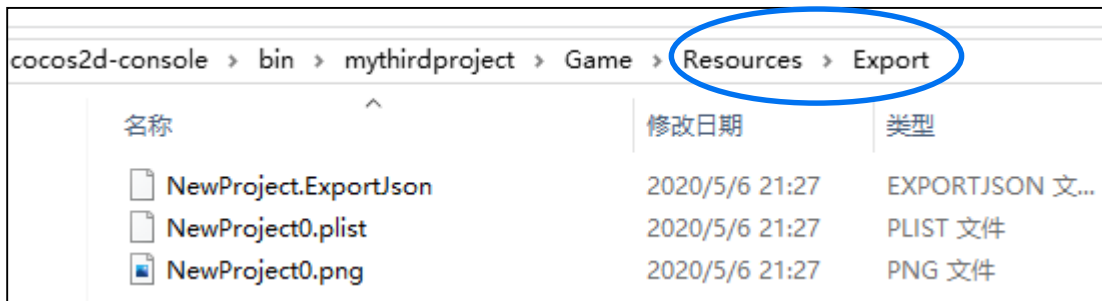 cocos2d-console > bin > mythirdproject > Game > Resources > Export
名称 修改日期 类型
NewProject.ExportJson 2020/5/6 21:27 EXPORTJSON 文...
NewProject0.plist 2020/5/6 21:27 PLIST 文件
NewProject0.png 2020/5/6 21:27 PNG 文件